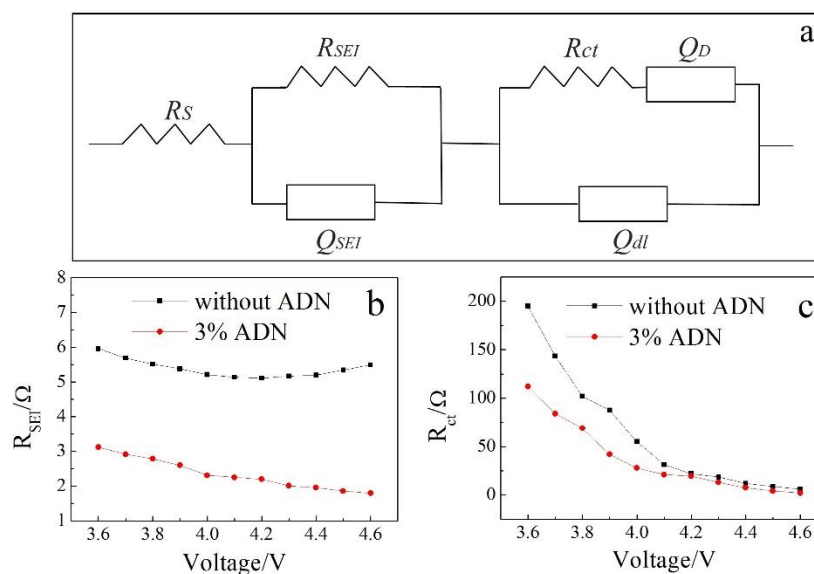 a
R_SEI
R_ct
Q_D
R_S
Q_SEI
Q_dl
b
without ADN
3% ADN
R_SEI/Ω
8
7
6
5
4
3
2
1
3.6 3.8 4.0 4.2 4.4 4.6
Voltage/V
c
without ADN
3% ADN
R_ct/Ω
200
150
100
50
0
3.6 3.8 4.0 4.2 4.4 4.6
Voltage/V